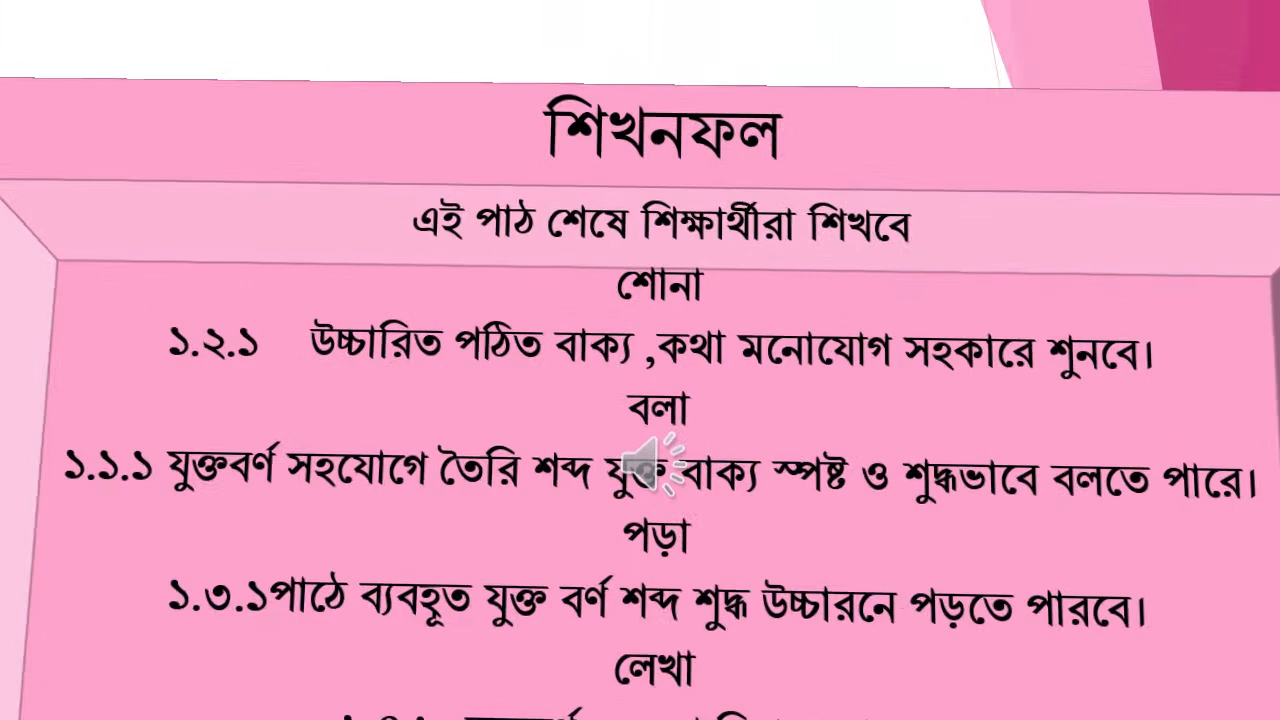 শিখনফল
এই পাঠ শেষে শিক্ষার্থীরা শিখবে
শোনা
১.২.১ উচ্চারিত পঠিত বাক্য ,কথা মনোযোগ সহকারে শুনবে।
বলা
১.১.১ যুক্তবর্ণ সহযোগে তৈরি শব্দ যুক্ত বাক্য স্পষ্ট ও শুদ্ধভাবে বলতে পারে।
পড়া
১.৩.১পাঠে ব্যবহূত যুক্ত বর্ণ শব্দ শুদ্ধ উচ্চারনে পড়তে পারবে।
লেখা